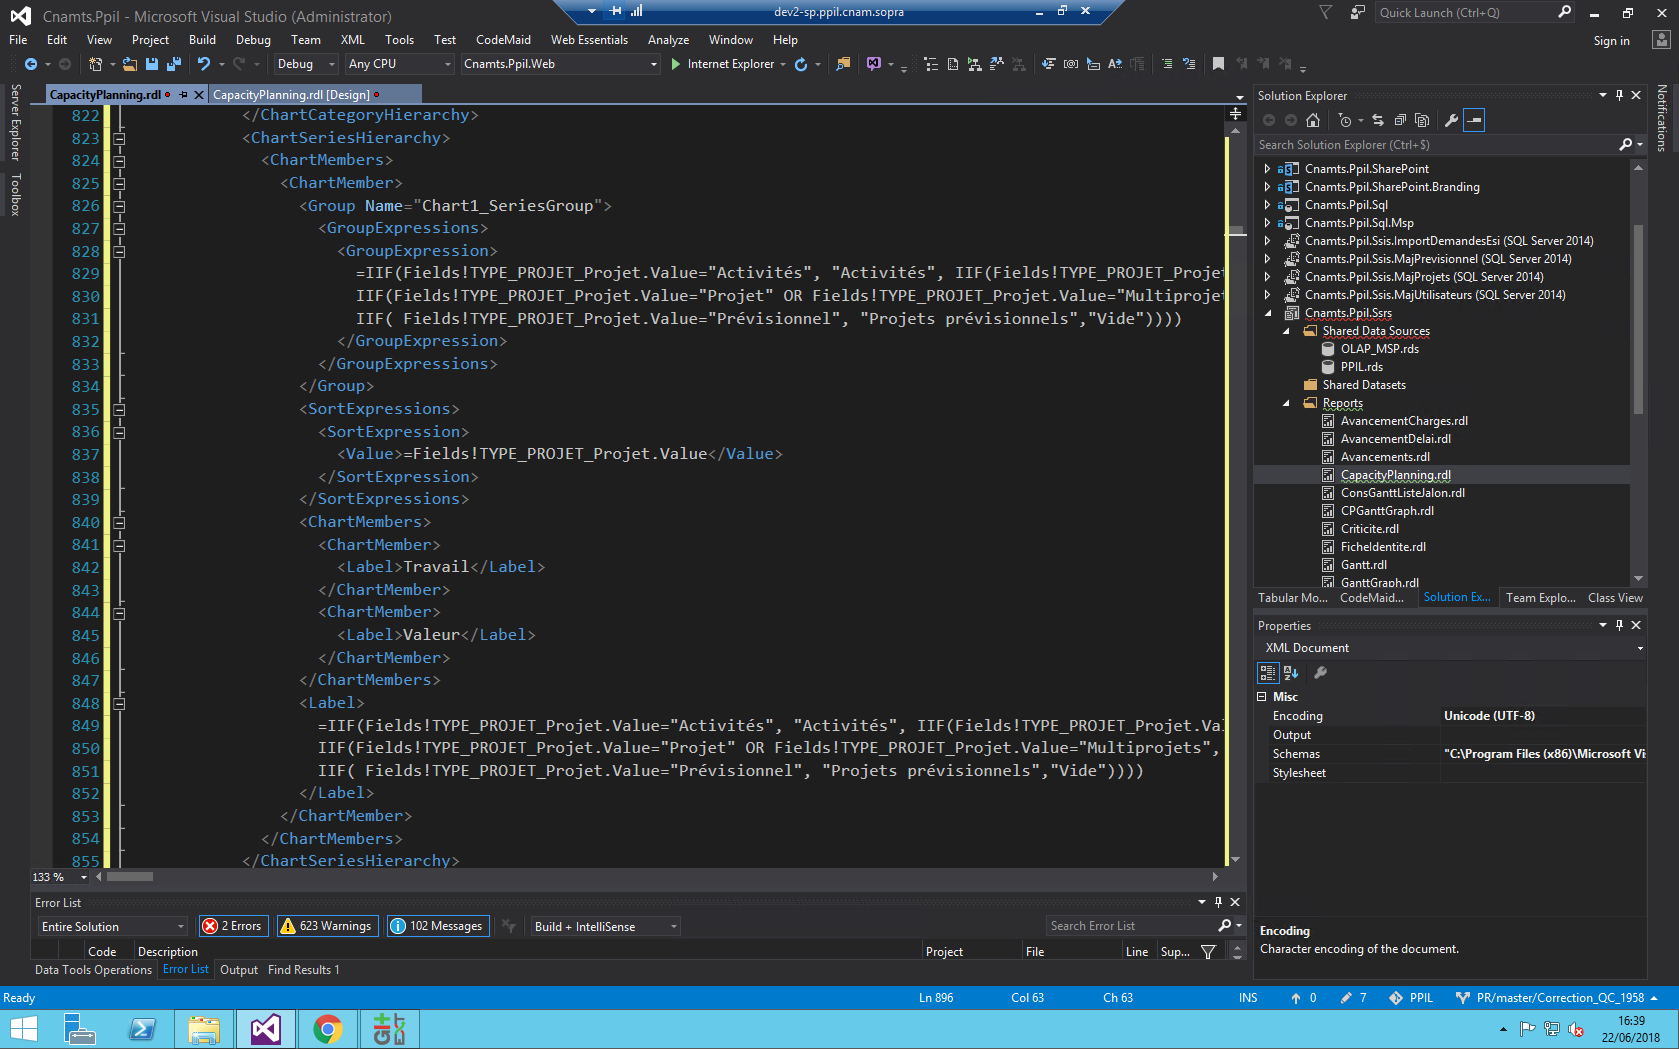 Cnamts.Ppil - Microsoft Visual Studio (Administrator)
dev2-sp.ppil.cnam.sopra
Quick Launch (Ctrl+Q)
File Edit View Project Build Debug Team XML Tools Test CodeMaid Web Essentials Analyze Window Help
Sign in
Debug Any CPU Cnamts.Ppil.Web Internet Explorer
Server Explorer
Toolbox
Notifications
CapacityPlanning.rdl CapacityPlanning.rdl [Design]
822 </ChartCategoryHierarchy>
823 <ChartSeriesHierarchy>
824 <ChartMembers>
825 <ChartMember>
826 <Group Name="Chart1_SeriesGroup">
827 <GroupExpressions>
828 <GroupExpression>
829 =IIF(Fields!TYPE_PROJET_Projet.Value="Activités", "Activités", IIF(Fields!TYPE_PROJET_Projet
830 IIF(Fields!TYPE_PROJET_Projet.Value="Projet" OR Fields!TYPE_PROJET_Projet.Value="Multiprojet
831 IIF( Fields!TYPE_PROJET_Projet.Value="Prévisionnel", "Projets prévisionnels","Vide"))))
832 </GroupExpression>
833 </GroupExpressions>
834 </Group>
835 <SortExpressions>
836 <SortExpression>
837 <Value>=Fields!TYPE_PROJET_Projet.Value</Value>
838 </SortExpression>
839 </SortExpressions>
840 <ChartMembers>
841 <ChartMember>
842 <Label>Travail</Label>
843 </ChartMember>
844 <ChartMember>
845 <Label>Valeur</Label>
846 </ChartMember>
847 </ChartMembers>
848 <Label>
849 =IIF(Fields!TYPE_PROJET_Projet.Value="Activités", "Activités", IIF(Fields!TYPE_PROJET_Projet.Val
850 IIF(Fields!TYPE_PROJET_Projet.Value="Projet" OR Fields!TYPE_PROJET_Projet.Value="Multiprojets",
851 IIF( Fields!TYPE_PROJET_Projet.Value="Prévisionnel", "Projets prévisionnels","Vide"))))
852 </Label>
853 </ChartMember>
854 </ChartMembers>
855 </ChartSeriesHierarchy>
133 %
Solution Explorer
Search Solution Explorer (Ctrl+$)
Cnamts.Ppil.SharePoint
Cnamts.Ppil.SharePoint.Branding
Cnamts.Ppil.Sql
Cnamts.Ppil.Sql.Msp
Cnamts.Ppil.Ssis.ImportDemandesEsi (SQL Server 2014)
Cnamts.Ppil.Ssis.MajPrevisionnel (SQL Server 2014)
Cnamts.Ppil.Ssis.MajProjets (SQL Server 2014)
Cnamts.Ppil.Ssis.MajUtilisateurs (SQL Server 2014)
Cnamts.Ppil.Ssrs
Shared Data Sources
OLAP_MSP.rds
PPIL.rds
Shared Datasets
Reports
AvancementCharges.rdl
AvancementDelai.rdl
Avancements.rdl
CapacityPlanning.rdl
ConsGanttListeJalon.rdl
CPGanttGraph.rdl
Criticite.rdl
FicheIdentite.rdl
Gantt.rdl
GanttGraph.rdl
Tabular Mo... CodeMaid... Solution Ex... Team Explo... Class View
Properties
XML Document
Misc
Encoding Unicode (UTF-8)
Output
Schemas "C:\Program Files (x86)\Microsoft Vi
Stylesheet
Encoding
Character encoding of the document.
Error List
Entire Solution 2 Errors 623 Warnings 102 Messages Build + IntelliSense Search Error List
Code Description Project File Line Sup...
Data Tools Operations Error List Output Find Results 1
Ready Ln 896 Col 63 Ch 63 INS 0 7 PPIL PR/master/Correction_QC_1958
16:39
22/06/2018